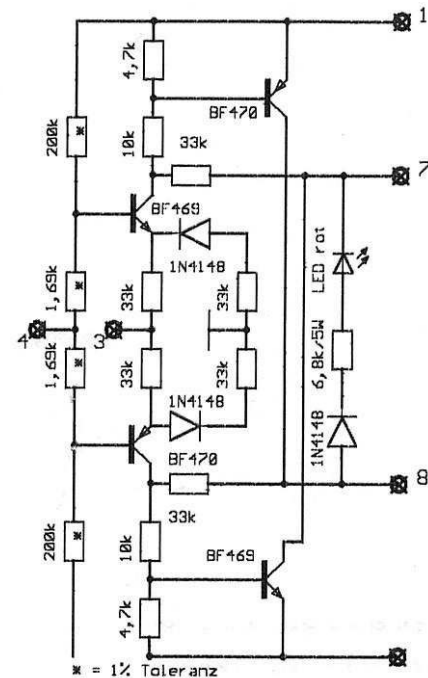 1
4,7k
BF470
200k
*
10k
33k
7
BF469
1N4148
LED rot
1,69k
*
33k
33k
4
3
6,8k/5W
1,69k
*
33k
33k
1N4148
1N4148
BF470
8
33k
200k
*
10k
BF469
4,7k
* = 1% Toleranz